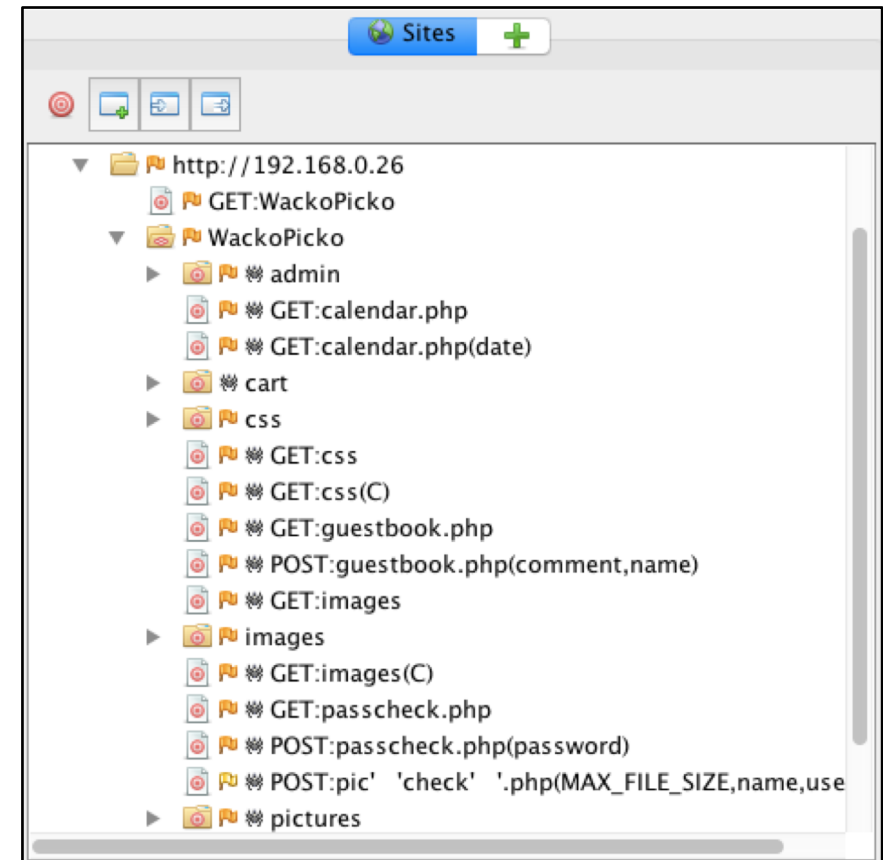 Sites
http://192.168.0.26
GET:WackoPicko
WackoPicko
admin
GET:calendar.php
GET:calendar.php(date)
cart
css
GET:css
GET:css(C)
GET:guestbook.php
POST:guestbook.php(comment,name)
GET:images
images
GET:images(C)
GET:passcheck.php
POST:passcheck.php(password)
POST:pic' 'check' '.php(MAX_FILE_SIZE,name,use
pictures